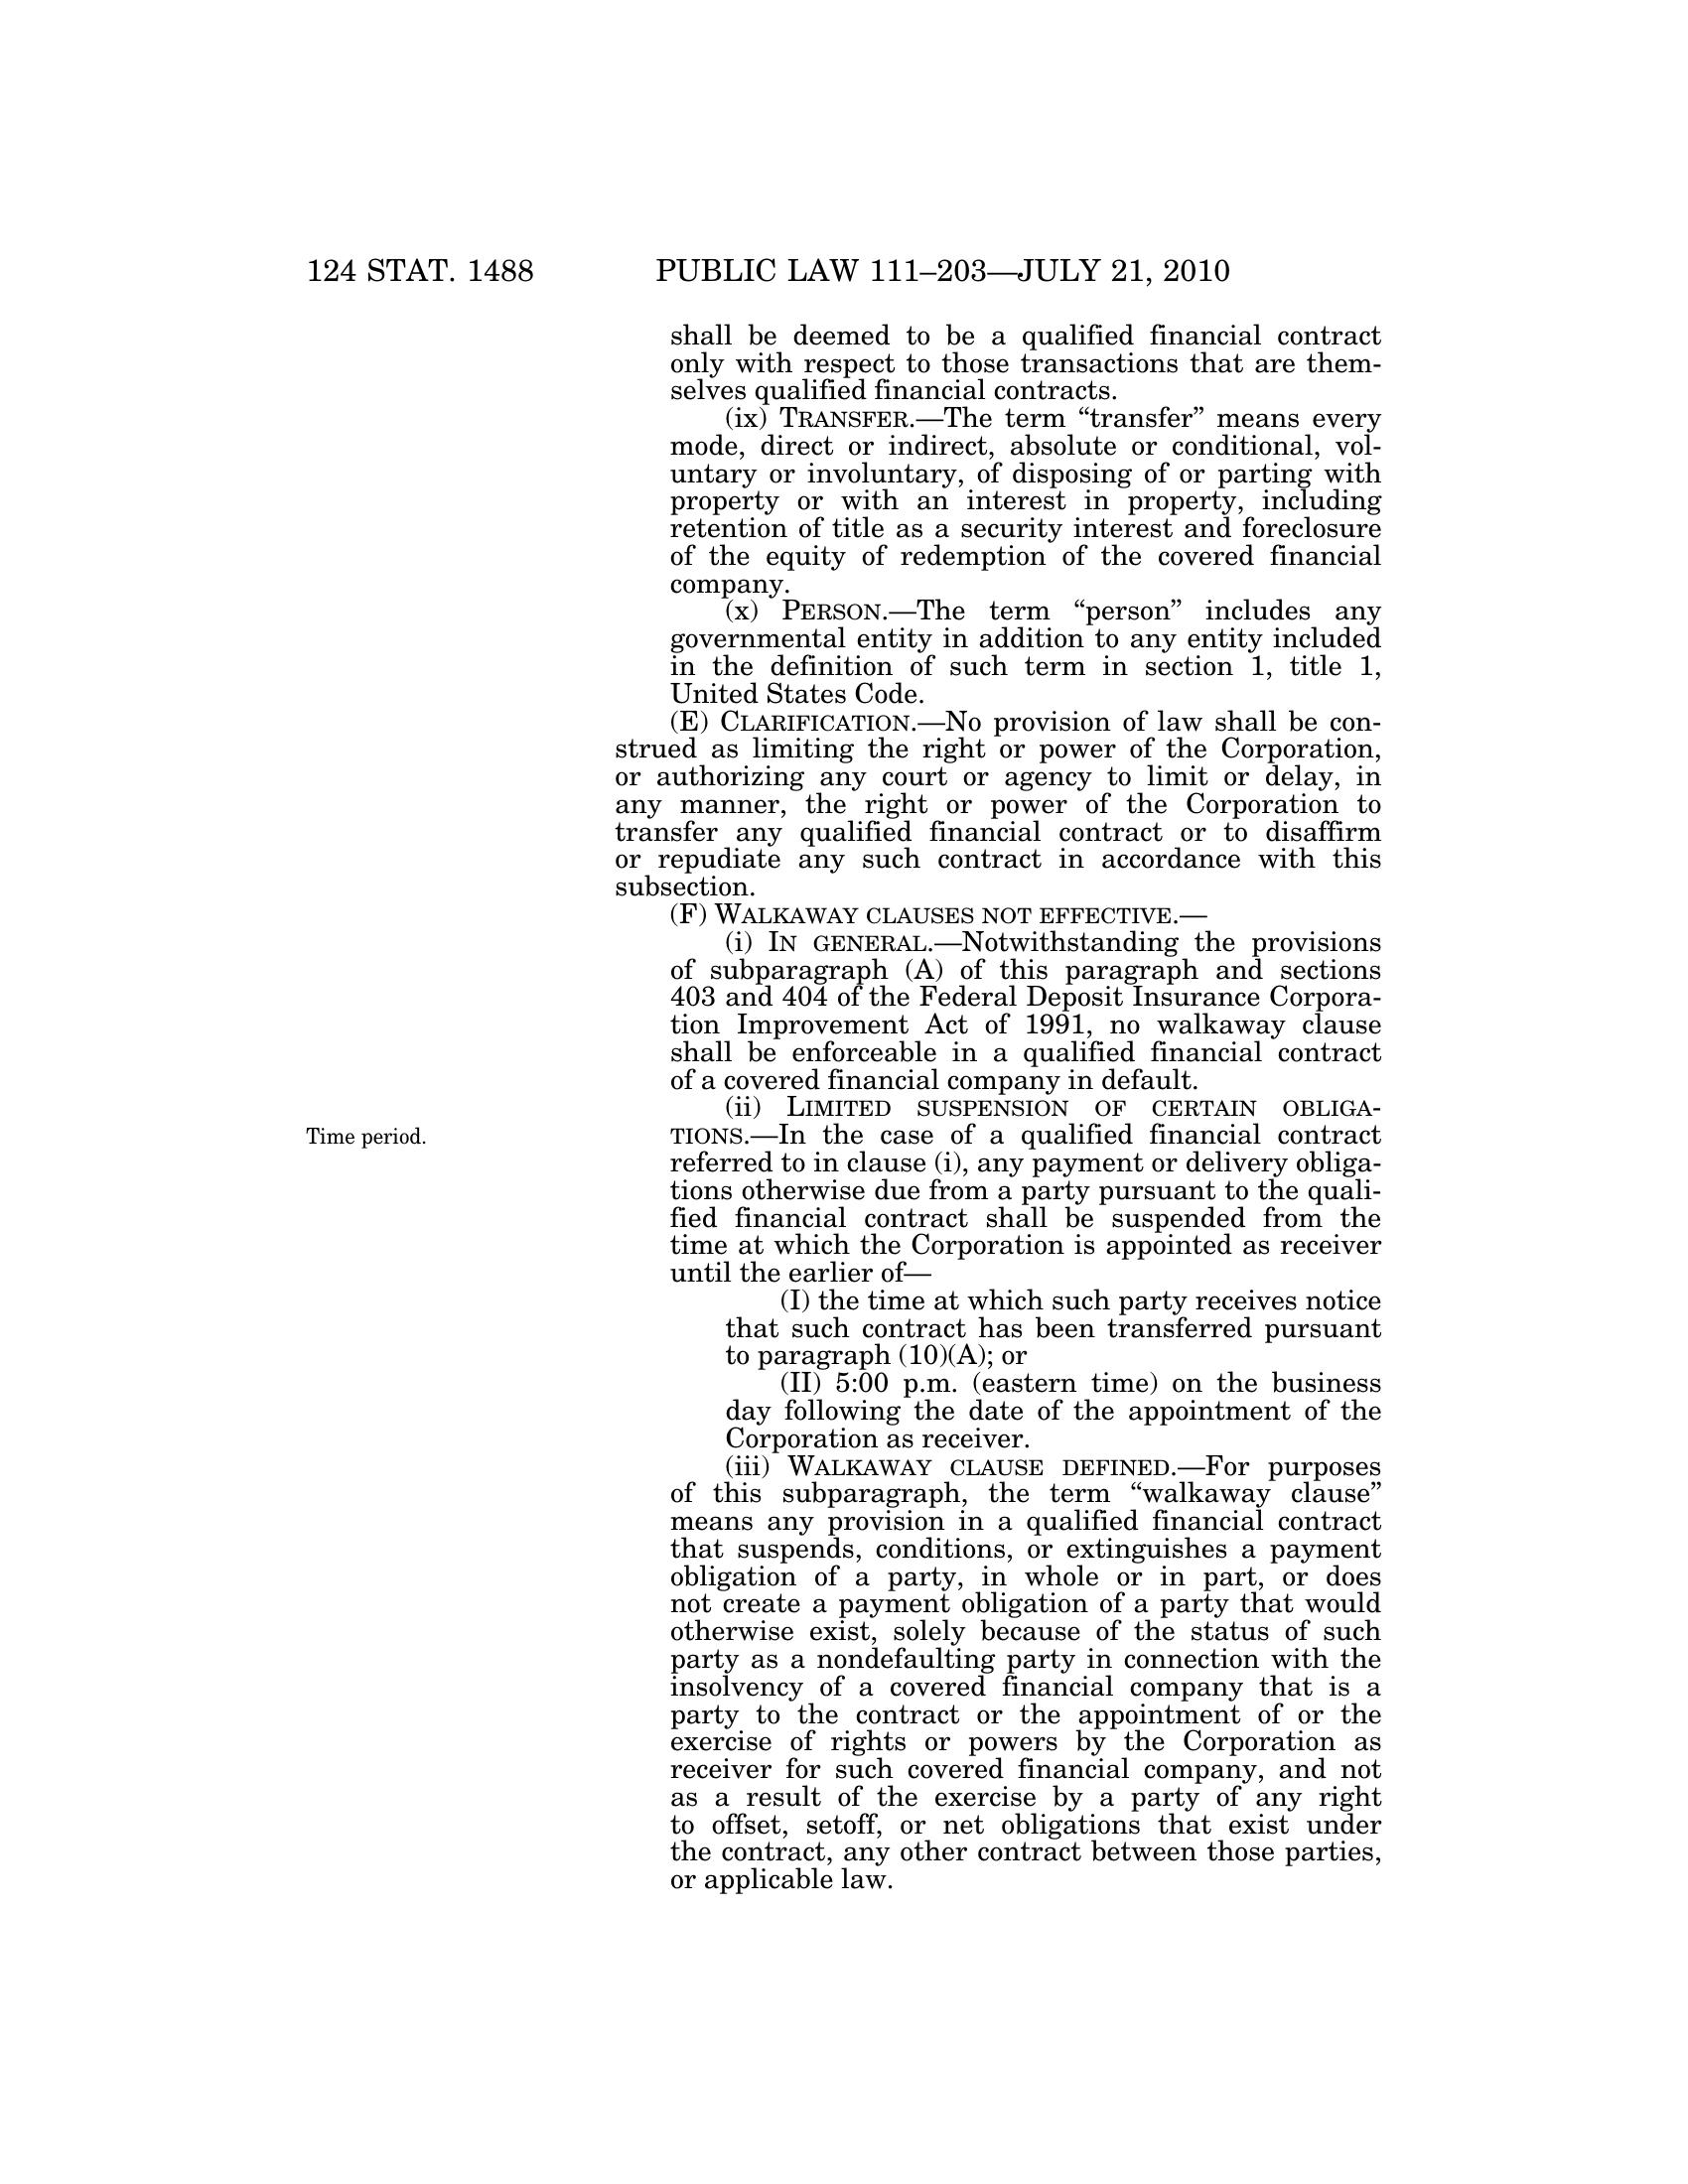 124 STAT. 1488 PUBLIC LAW 111–203—JULY 21, 2010
shall be deemed to be a qualified financial contract
only with respect to those transactions that are them-
selves qualified financial contracts.
(ix) TRANSFER.—The term “transfer” means every
mode, direct or indirect, absolute or conditional, vol-
untary or involuntary, of disposing of or parting with
property or with an interest in property, including
retention of title as a security interest and foreclosure
of the equity of redemption of the covered financial
company.
(x) PERSON.—The term “person” includes any
governmental entity in addition to any entity included
in the definition of such term in section 1, title 1,
United States Code.
(E) CLARIFICATION.—No provision of law shall be con-
strued as limiting the right or power of the Corporation,
or authorizing any court or agency to limit or delay, in
any manner, the right or power of the Corporation to
transfer any qualified financial contract or to disaffirm
or repudiate any such contract in accordance with this
subsection.
(F) WALKAWAY CLAUSES NOT EFFECTIVE.—
(i) IN GENERAL.—Notwithstanding the provisions
of subparagraph (A) of this paragraph and sections
403 and 404 of the Federal Deposit Insurance Corpora-
tion Improvement Act of 1991, no walkaway clause
shall be enforceable in a qualified financial contract
of a covered financial company in default.
(ii) LIMITED SUSPENSION OF CERTAIN OBLIGA-
Time period.
TIONS.—In the case of a qualified financial contract
referred to in clause (i), any payment or delivery obliga-
tions otherwise due from a party pursuant to the quali-
fied financial contract shall be suspended from the
time at which the Corporation is appointed as receiver
until the earlier of—
(I) the time at which such party receives notice
that such contract has been transferred pursuant
to paragraph (10)(A); or
(II) 5:00 p.m. (eastern time) on the business
day following the date of the appointment of the
Corporation as receiver.
(iii) WALKAWAY CLAUSE DEFINED.—For purposes
of this subparagraph, the term “walkaway clause”
means any provision in a qualified financial contract
that suspends, conditions, or extinguishes a payment
obligation of a party, in whole or in part, or does
not create a payment obligation of a party that would
otherwise exist, solely because of the status of such
party as a nondefaulting party in connection with the
insolvency of a covered financial company that is a
party to the contract or the appointment of or the
exercise of rights or powers by the Corporation as
receiver for such covered financial company, and not
as a result of the exercise by a party of any right
to offset, setoff, or net obligations that exist under
the contract, any other contract between those parties,
or applicable law.